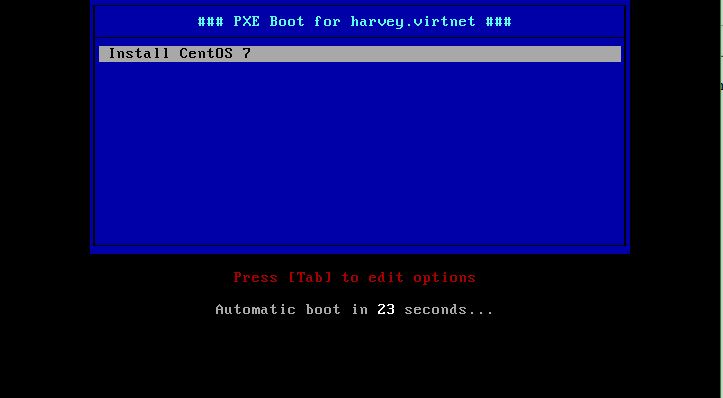 ### PXE Boot for harvey.virtnet ###
Install CentOS 7
Press [Tab] to edit options
Automatic boot in 23 seconds...